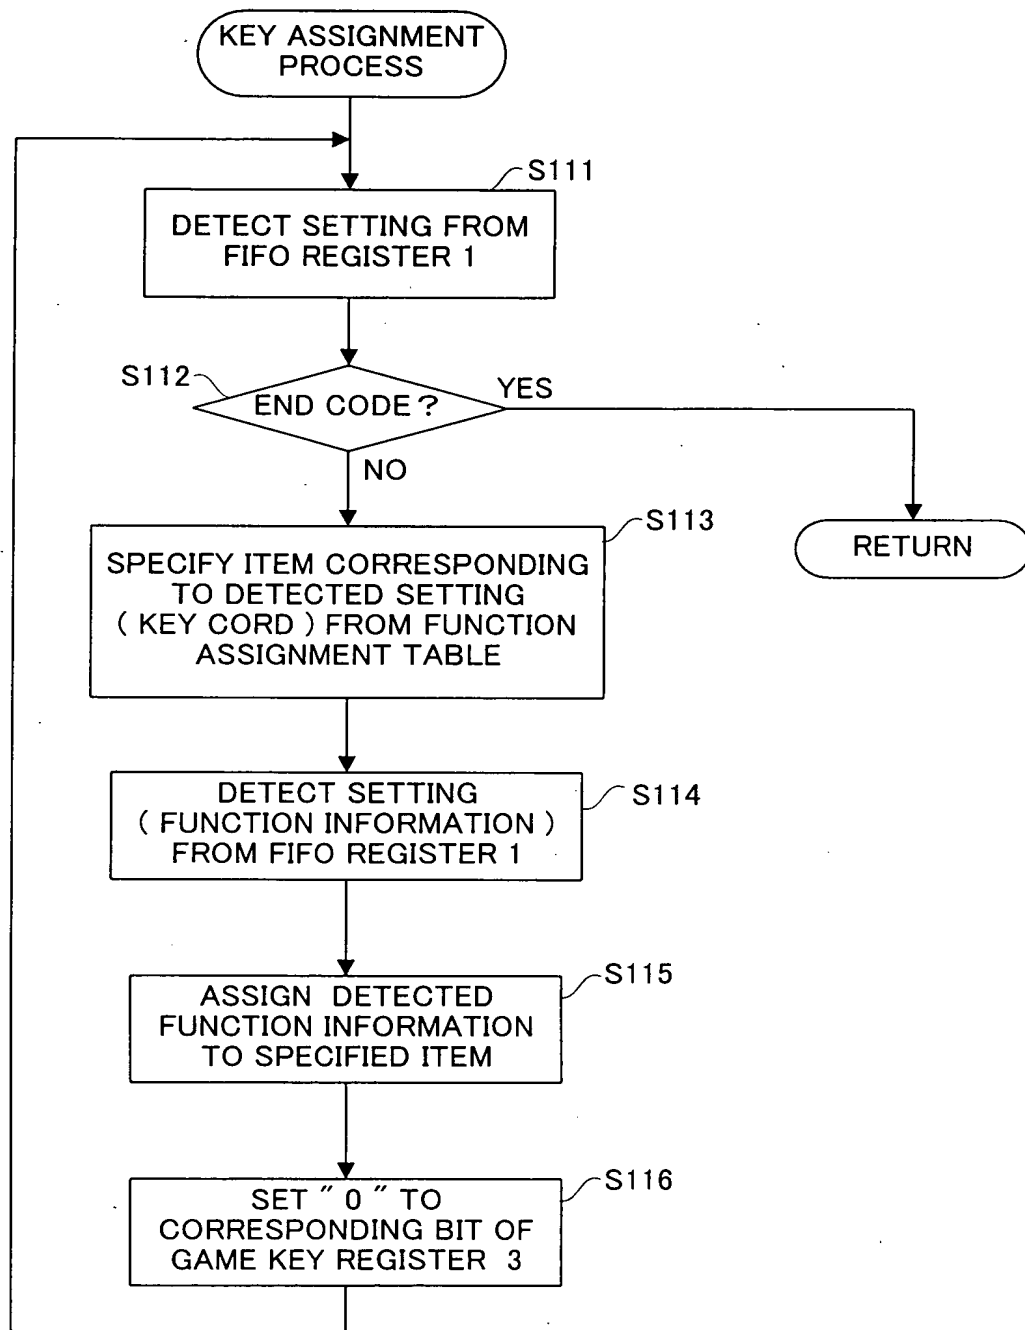 KEY ASSIGNMENT
PROCESS
S111
DETECT SETTING FROM
FIFO REGISTER 1
S112
END CODE ?
YES
NO
S113
RETURN
SPECIFY ITEM CORRESPONDING
TO DETECTED SETTING
( KEY CORD ) FROM FUNCTION
ASSIGNMENT TABLE
S114
DETECT SETTING
( FUNCTION INFORMATION )
FROM FIFO REGISTER 1
S115
ASSIGN DETECTED
FUNCTION INFORMATION
TO SPECIFIED ITEM
S116
SET " 0 " TO
CORRESPONDING BIT OF
GAME KEY REGISTER 3